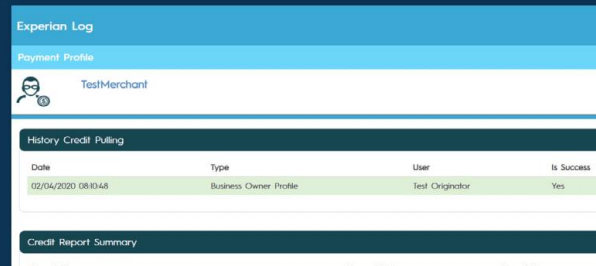 Experian Log
Payment Profile
TestMerchant
History Credit Pulling
Date Type User Is Success
02/04/2020 08:10:48 Business Owner Profile Test Originator Yes
Credit Report Summary